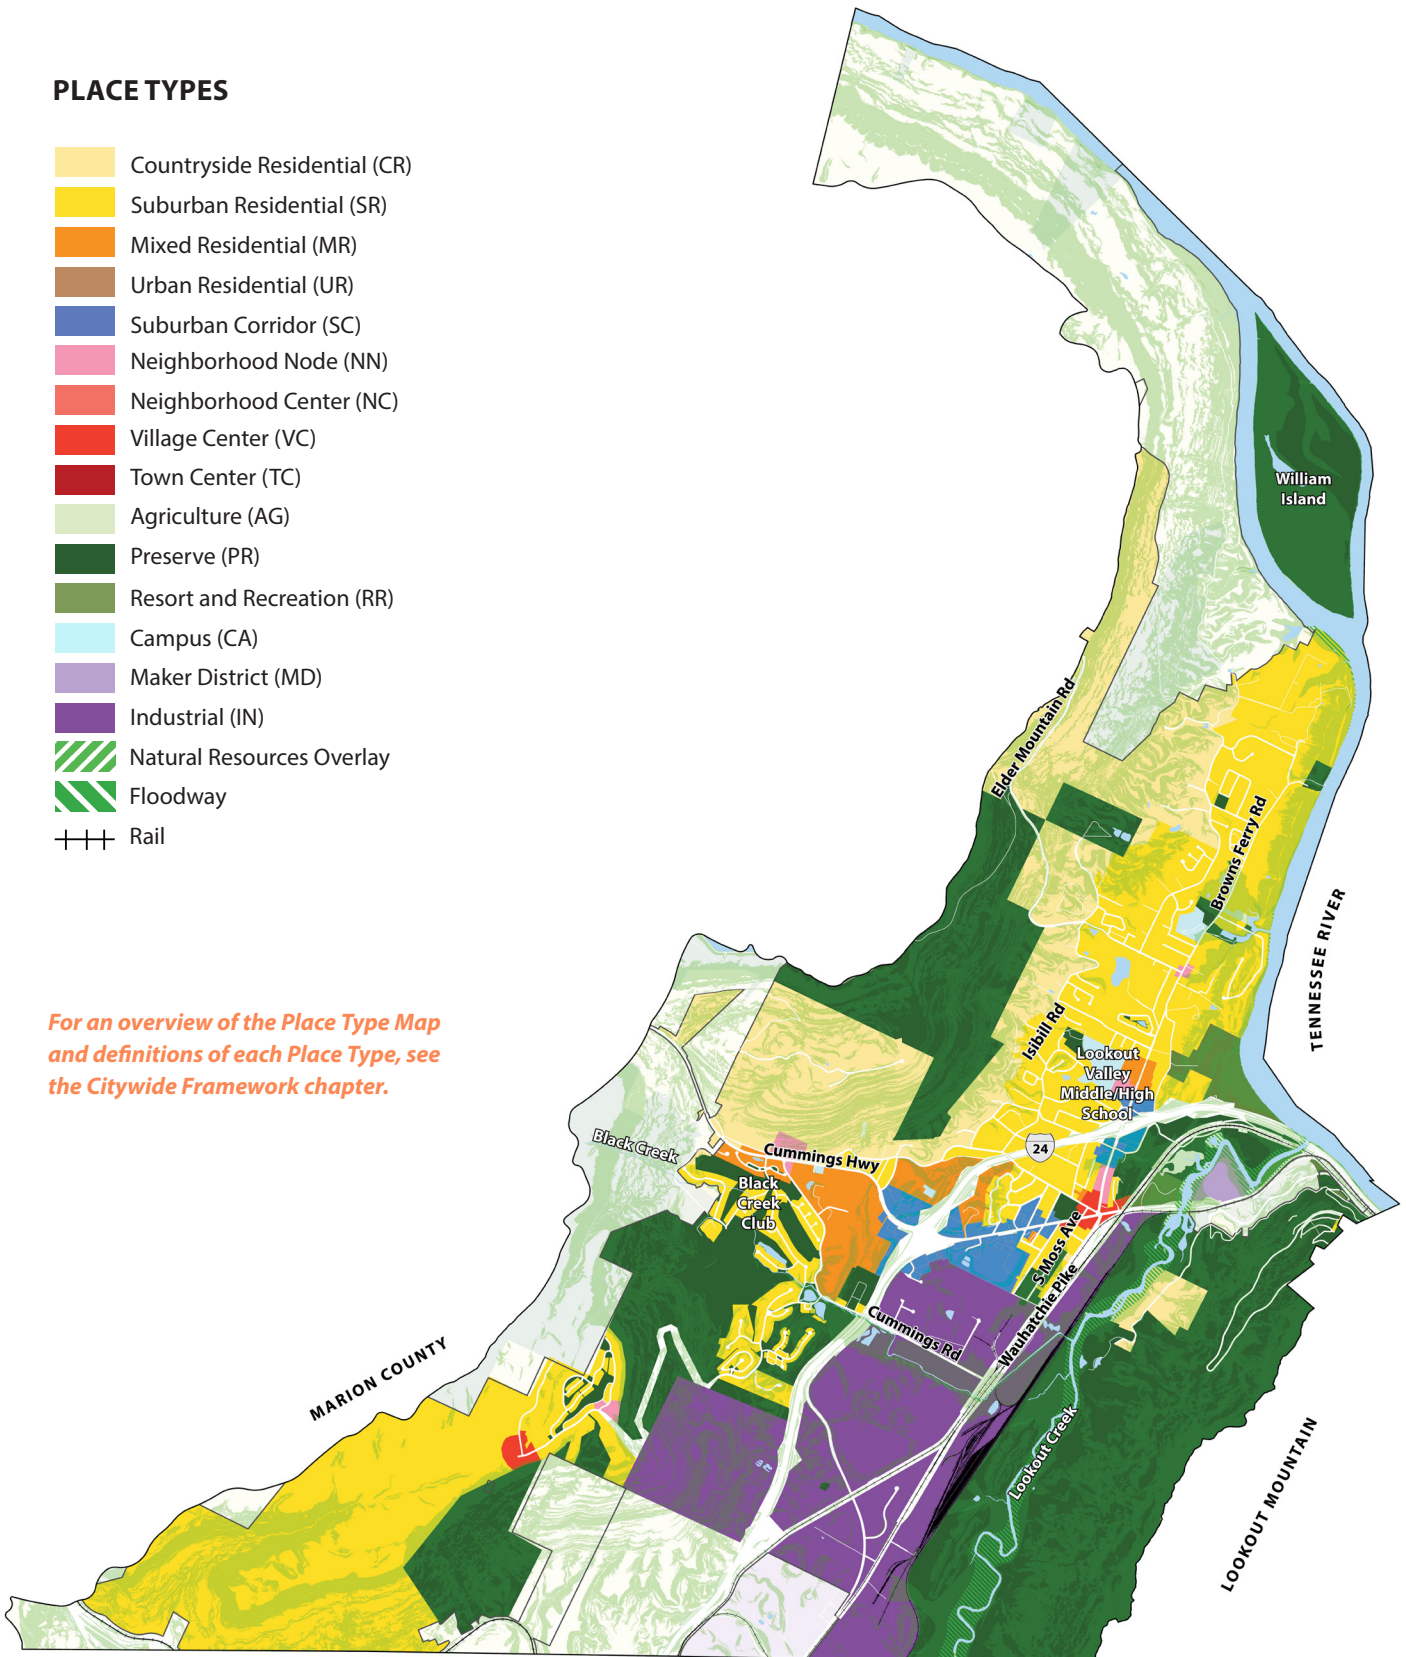 PLACE TYPES
Countryside Residential (CR)
Suburban Residential (SR)
Mixed Residential (MR)
Urban Residential (UR)
Suburban Corridor (SC)
Neighborhood Node (NN)
Neighborhood Center (NC)
Village Center (VC)
Town Center (TC)
Agriculture (AG)
Preserve (PR)
Resort and Recreation (RR)
Campus (CA)
Maker District (MD)
Industrial (IN)
Natural Resources Overlay
Floodway
Rail
For an overview of the Place Type Map
and definitions of each Place Type, see
the Citywide Framework chapter.
William
Island
Elder Mountain Rd
Browns Ferry Rd
TENNESSEE RIVER
Isibill Rd
Lookout
Valley
Middle/High
School
24
Black Creek
Cummings Hwy
Black
Creek
Club
S Moss Ave
Wauhatchie Pike
Cummings Rd
MARION COUNTY
Lookout Creek
LOOKOUT MOUNTAIN